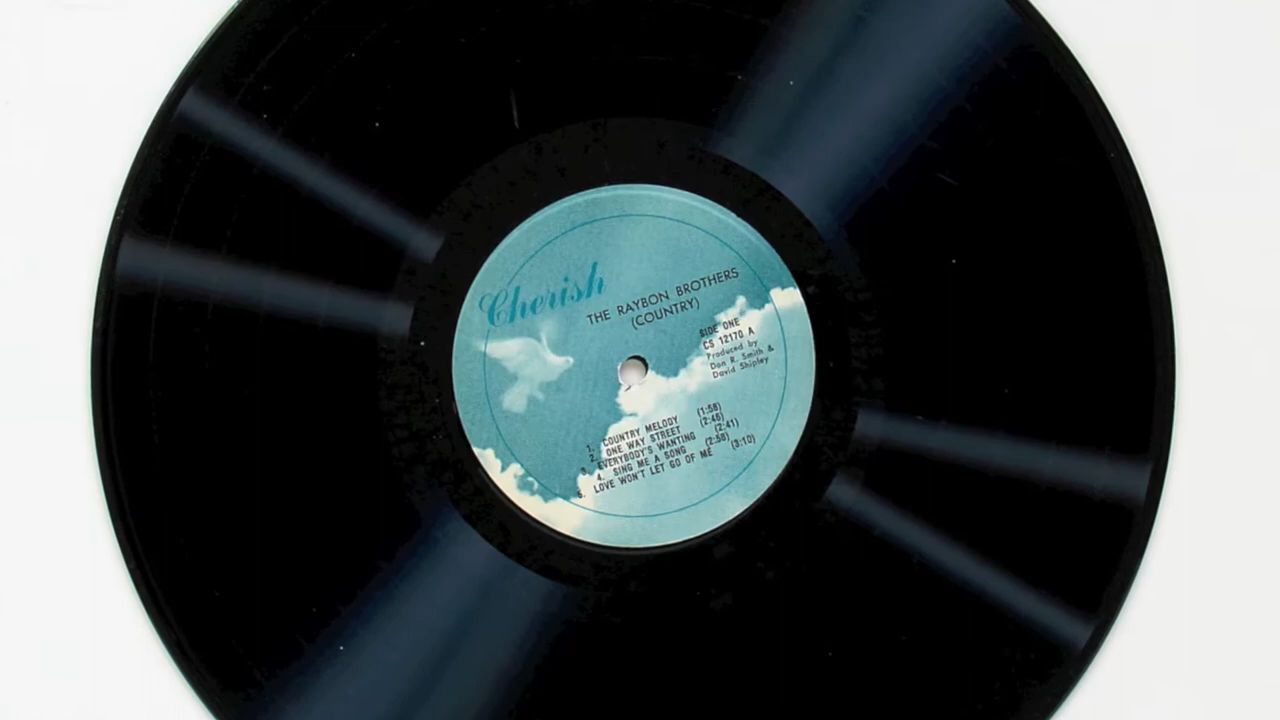 Cherish
THE RAYBON BROTHERS
(COUNTRY)
SIDE ONE
CS 12170 A
Produced by
Don R. Smith &
David Shipley
1. COUNTRY MELODY (1:58)
2. ONE WAY STREET (2:45)
3. EVERYBODY'S WANTING (2:41)
4. SING ME A SONG (2:58)
5. LOVE WON'T LET GO OF ME (3:10)